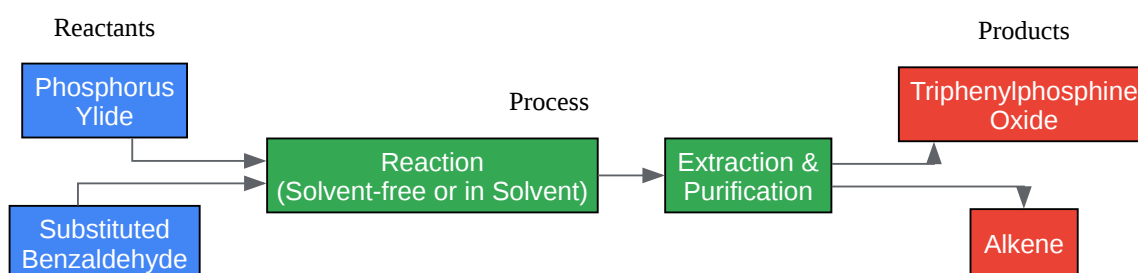 Reactants
Products
Phosphorus
Ylide
Process
Triphenylphosphine
Oxide
Reaction
(Solvent-free or in Solvent)
Extraction &
Purification
Substituted
Benzaldehyde
Alkene